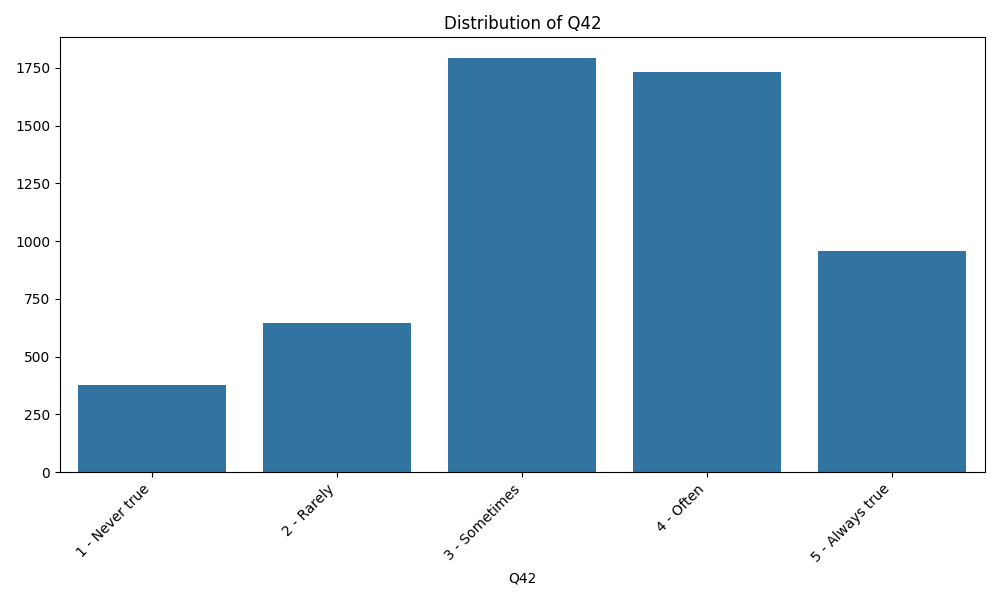 Distribution of Q42
1750
1500
1250
1000
750
500
250
0
1 - Never true
2 - Rarely
3 - Sometimes
4 - Often
5 - Always true
Q42